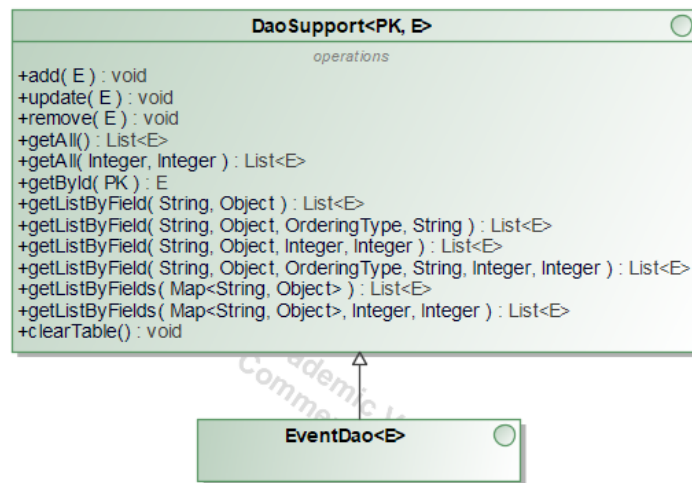 DaoSupport<PK, E>
operations
+add( E ) : void
+update( E ) : void
+remove( E ) : void
+getAll() : List<E>
+getAll( Integer, Integer ) : List<E>
+getById( PK ) : E
+getListByField( String, Object ) : List<E>
+getListByField( String, Object, OrderingType, String ) : List<E>
+getListByField( String, Object, Integer, Integer ) : List<E>
+getListByField( String, Object, OrderingType, String, Integer, Integer ) : List<E>
+getListByFields( Map<String, Object> ) : List<E>
+getListByFields( Map<String, Object>, Integer, Integer ) : List<E>
+clearTable() : void
EventDao<E>